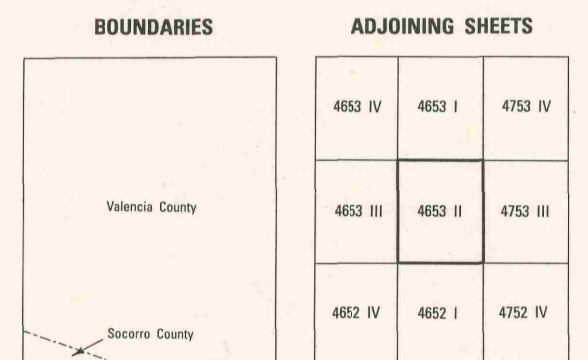 BOUNDARIES
Valencia County
Socorro County
ADJOINING SHEETS
4653 IV 4653 I 4753 IV
4653 III 4653 II 4753 III
4652 IV 4652 I 4752 IV